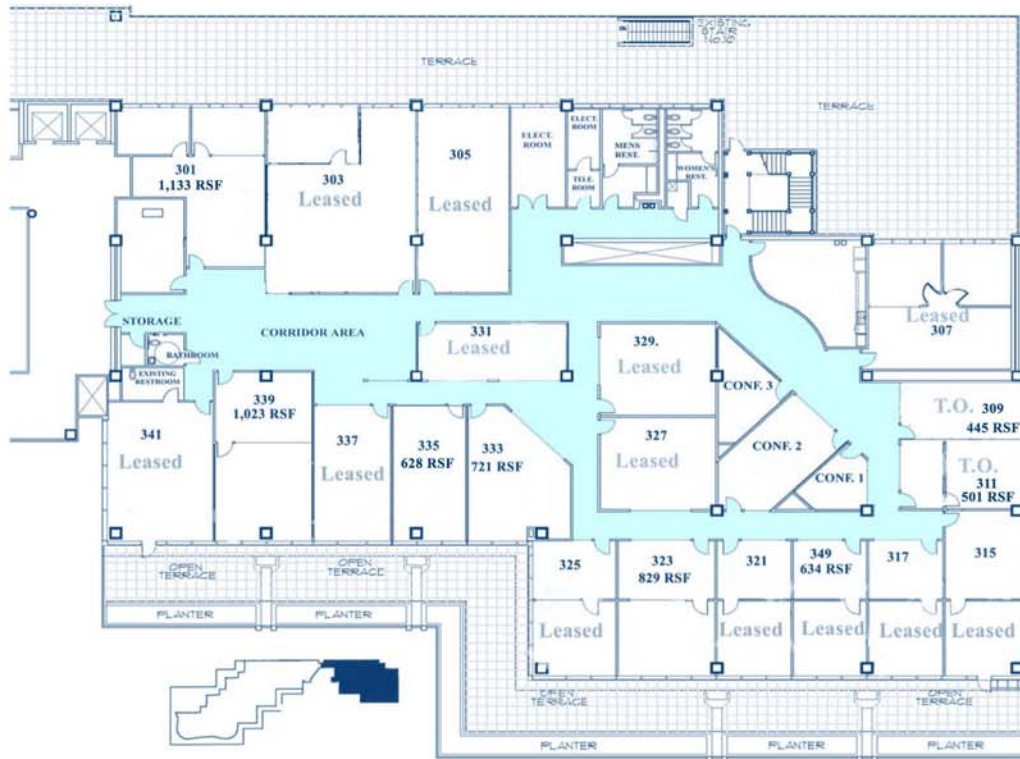 EXISTING
STAIR
NO.10
TERRACE
TERRACE
301
1,133 RSF
303
Leased
305
Leased
ELECT.
ROOM
ELECT.
ROOM
TELE.
ROOM
MENS
REST.
WOMEN'S
REST.
Leased
307
STORAGE
CORRIDOR AREA
BATHROOM
EXISTING
RESTROOM
331
Leased
329.
Leased
CONF. 3
339
1,023 RSF
341
Leased
337
Leased
335
628 RSF
333
721 RSF
327
Leased
CONF. 2
CONF. 1
T.O. 309
445 RSF
T.O.
311
501 RSF
325
Leased
323
829 RSF
321
Leased
349
634 RSF
Leased
317
Leased
315
Leased
OPEN
TERRACE
OPEN
TERRACE
PLANTER
PLANTER
OPEN
TERRACE
OPEN
TERRACE
PLANTER
PLANTER
PLANTER